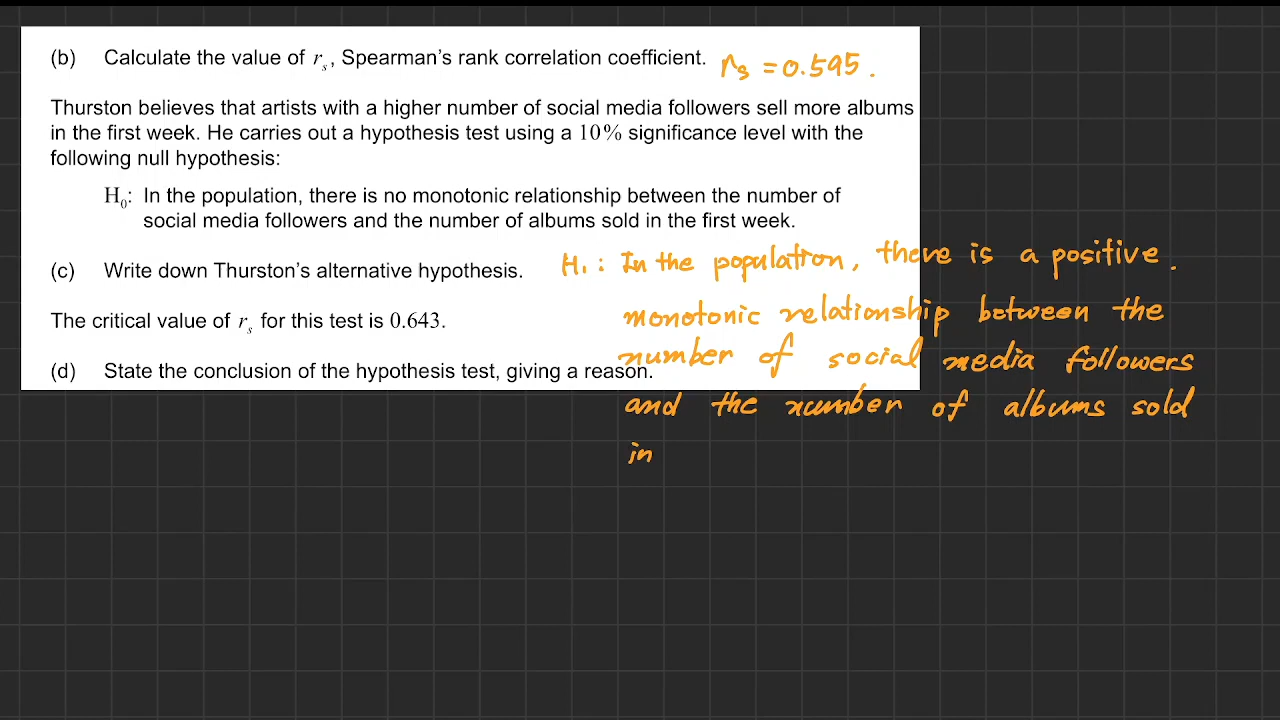 (b) Calculate the value of rₛ, Spearman's rank correlation coefficient. rₛ = 0.595.
Thurston believes that artists with a higher number of social media followers sell more albums
in the first week. He carries out a hypothesis test using a 10% significance level with the
following null hypothesis:
H₀: In the population, there is no monotonic relationship between the number of
social media followers and the number of albums sold in the first week.
(c) Write down Thurston's alternative hypothesis. H₁: In the population, there is a positive.
The critical value of rₛ for this test is 0.643. monotonic relationship between the
number of social media followers
(d) State the conclusion of the hypothesis test, giving a reason.
and the number of albums sold
in